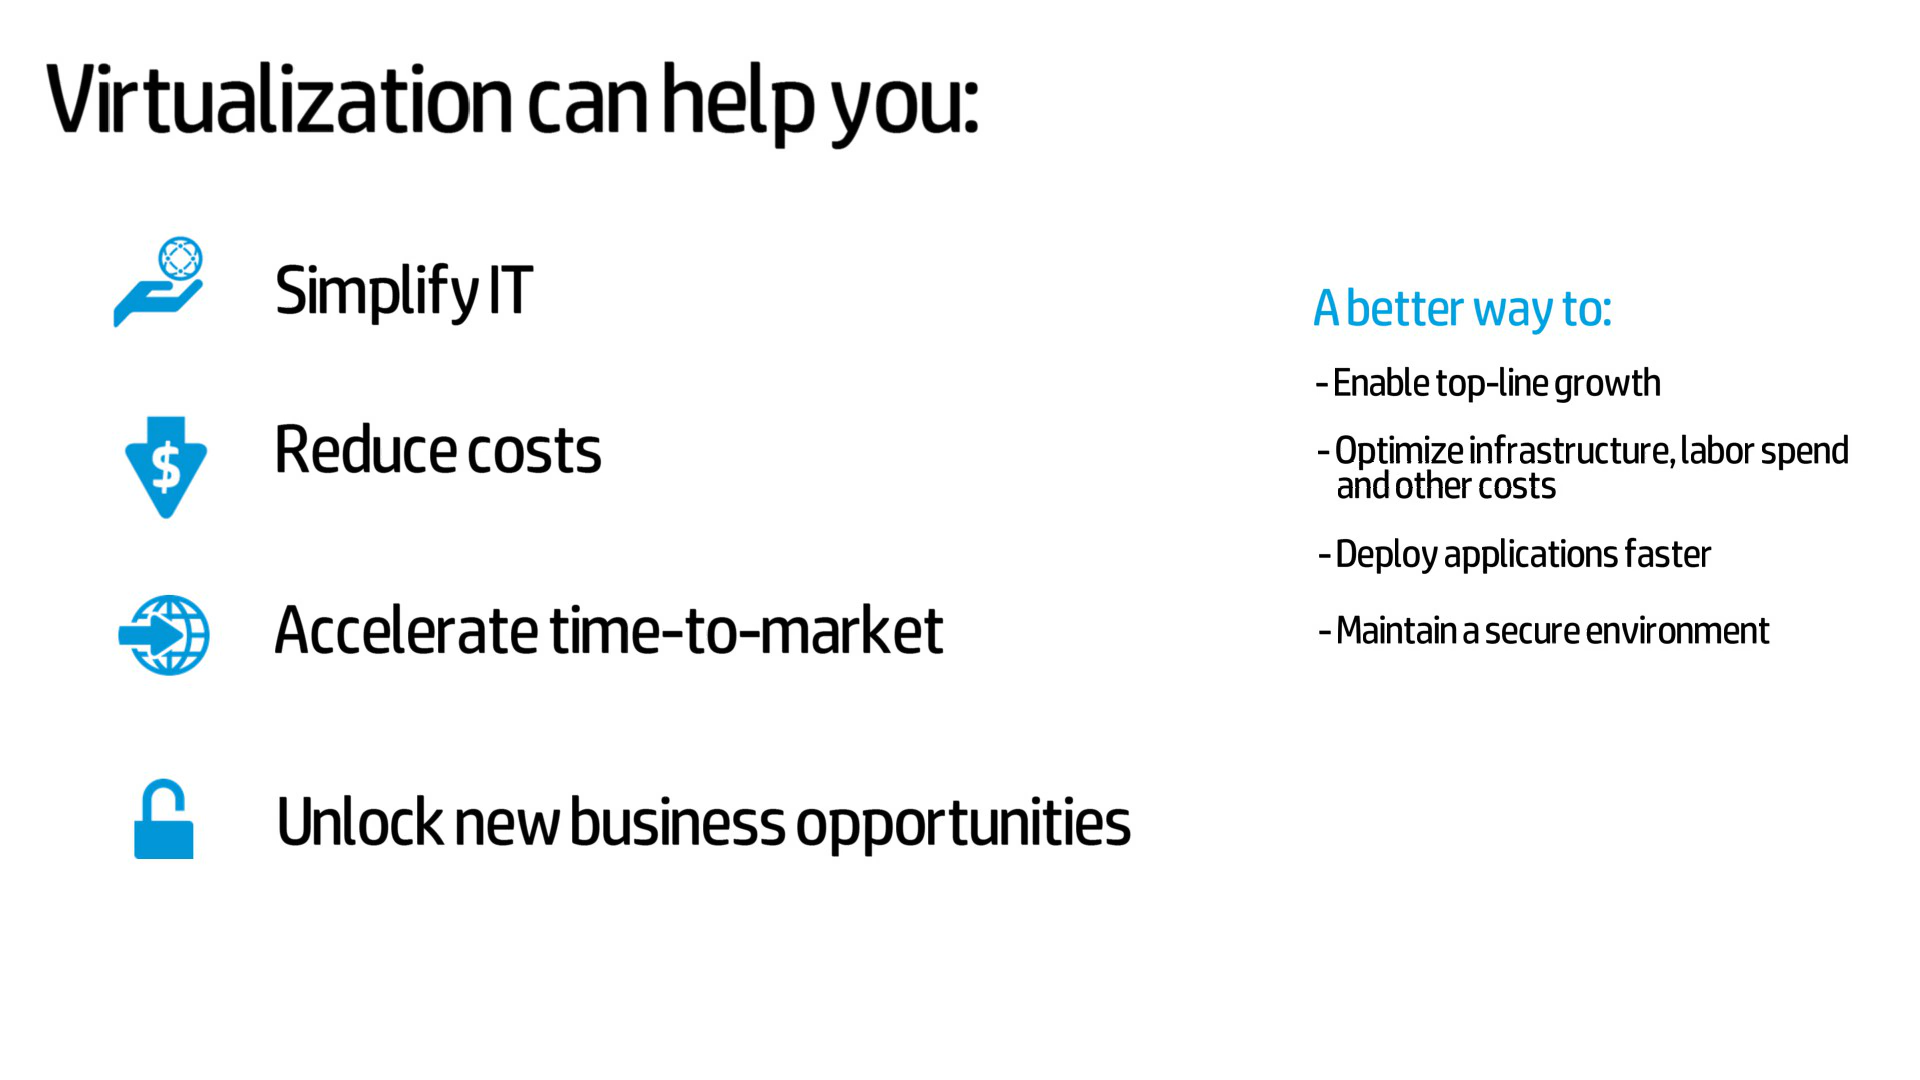 Virtualization can help you:
Simplify IT
$
Reduce costs
Accelerate time-to-market
Unlock new business opportunities
A better way to:
- Enable top-line growth
- Optimize infrastructure, labor spend
and other costs
- Deploy applications faster
- Maintain a secure environment